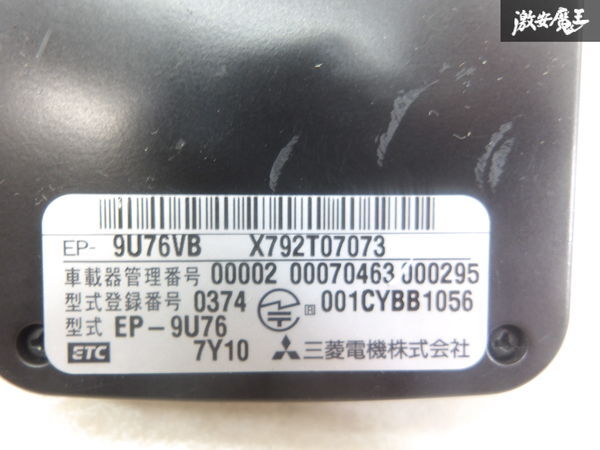 激安魔王
EP- 9U76VB X792T07073
車載器管理番号 00002 00070463 000295
型式登録番号 0374 回 001CYBB1056
型式 EP-9U76
ETC 7Y10 三菱電機株式会社